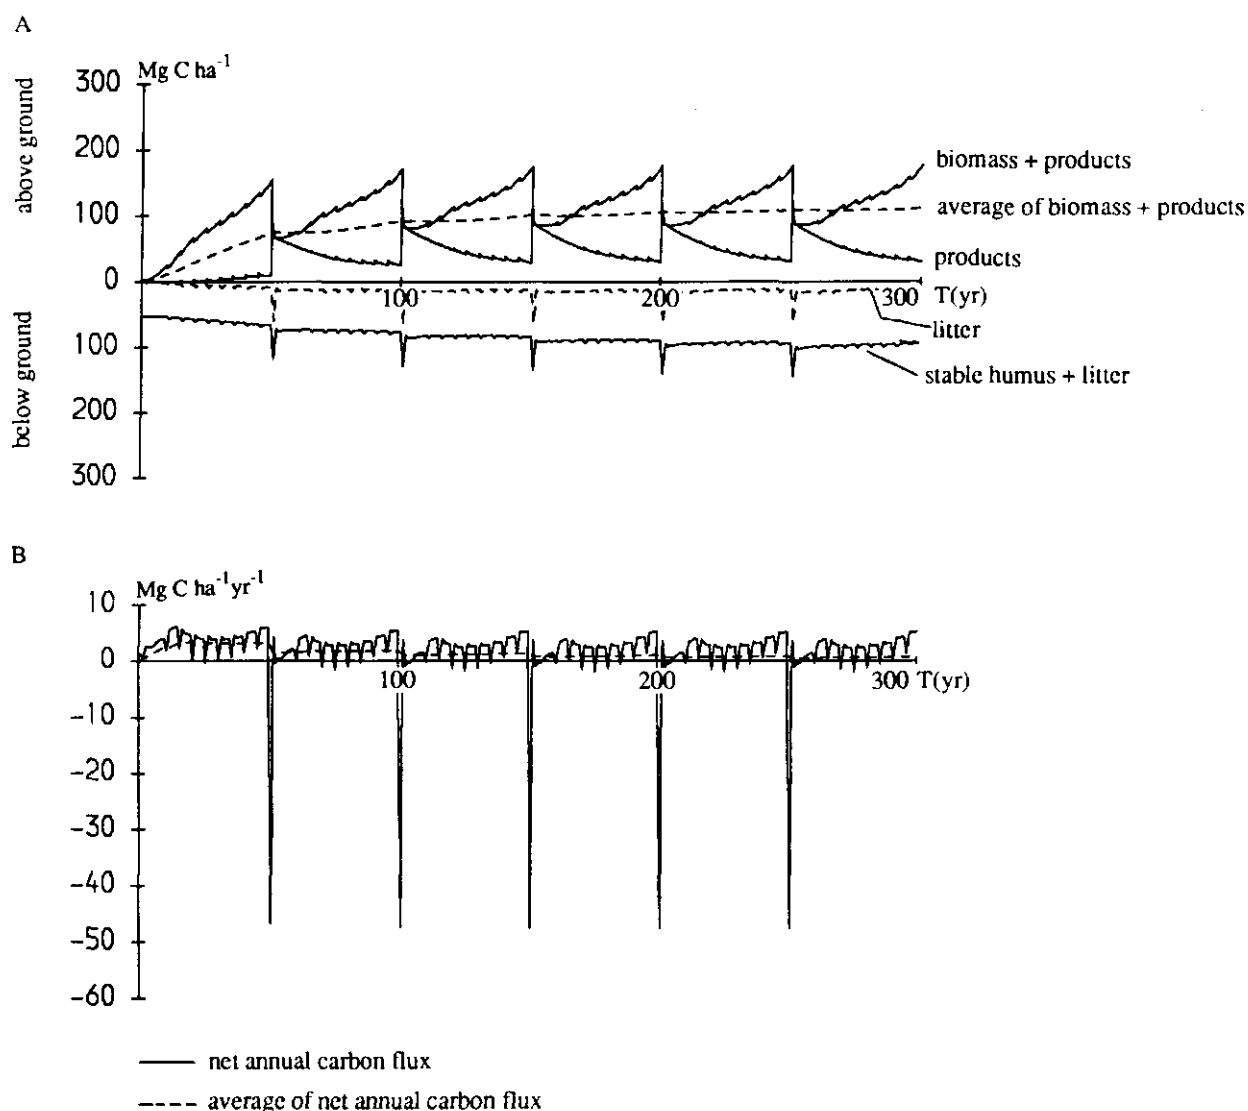 A
Mg C ha⁻¹
above ground
300
200
100
0
100
200
300
below ground
biomass + products
average of biomass + products
products
100
200
300
T(yr)
litter
stable humus + litter
B
Mg C ha⁻¹yr⁻¹
10
0
-10
-20
-30
-40
-50
-60
100
200
300
T(yr)
net annual carbon flux
average of net annual carbon flux